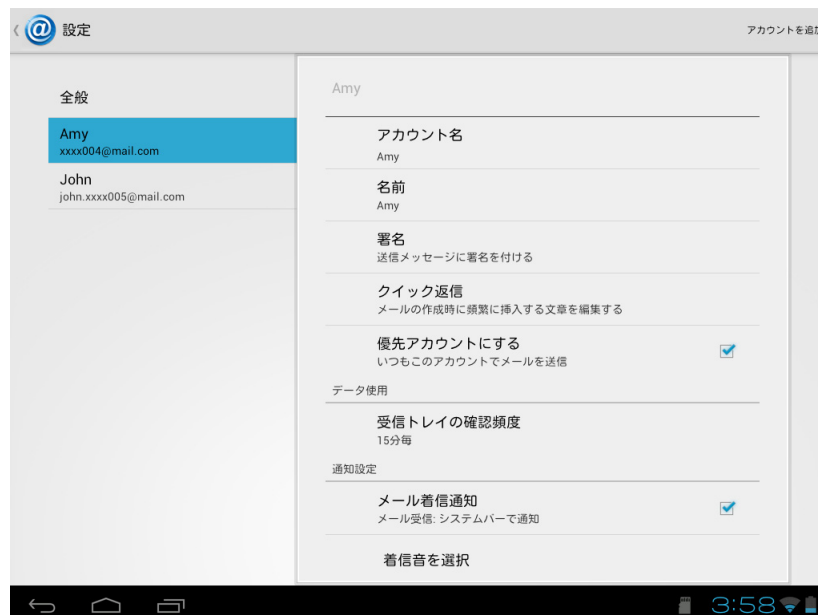 設定
アカウントを追加
全般
Amy
xxxx004@mail.com
John
john.xxxx005@mail.com
Amy
アカウント名
Amy
名前
Amy
署名
送信メッセージに署名を付ける
クイック返信
メールの作成時に頻繁に挿入する文章を編集する
優先アカウントにする
いつもこのアカウントでメールを送信
データ使用
受信トレイの確認頻度
15分毎
通知設定
メール着信通知
メール受信: システムバーで通知
着信音を選択
3:58